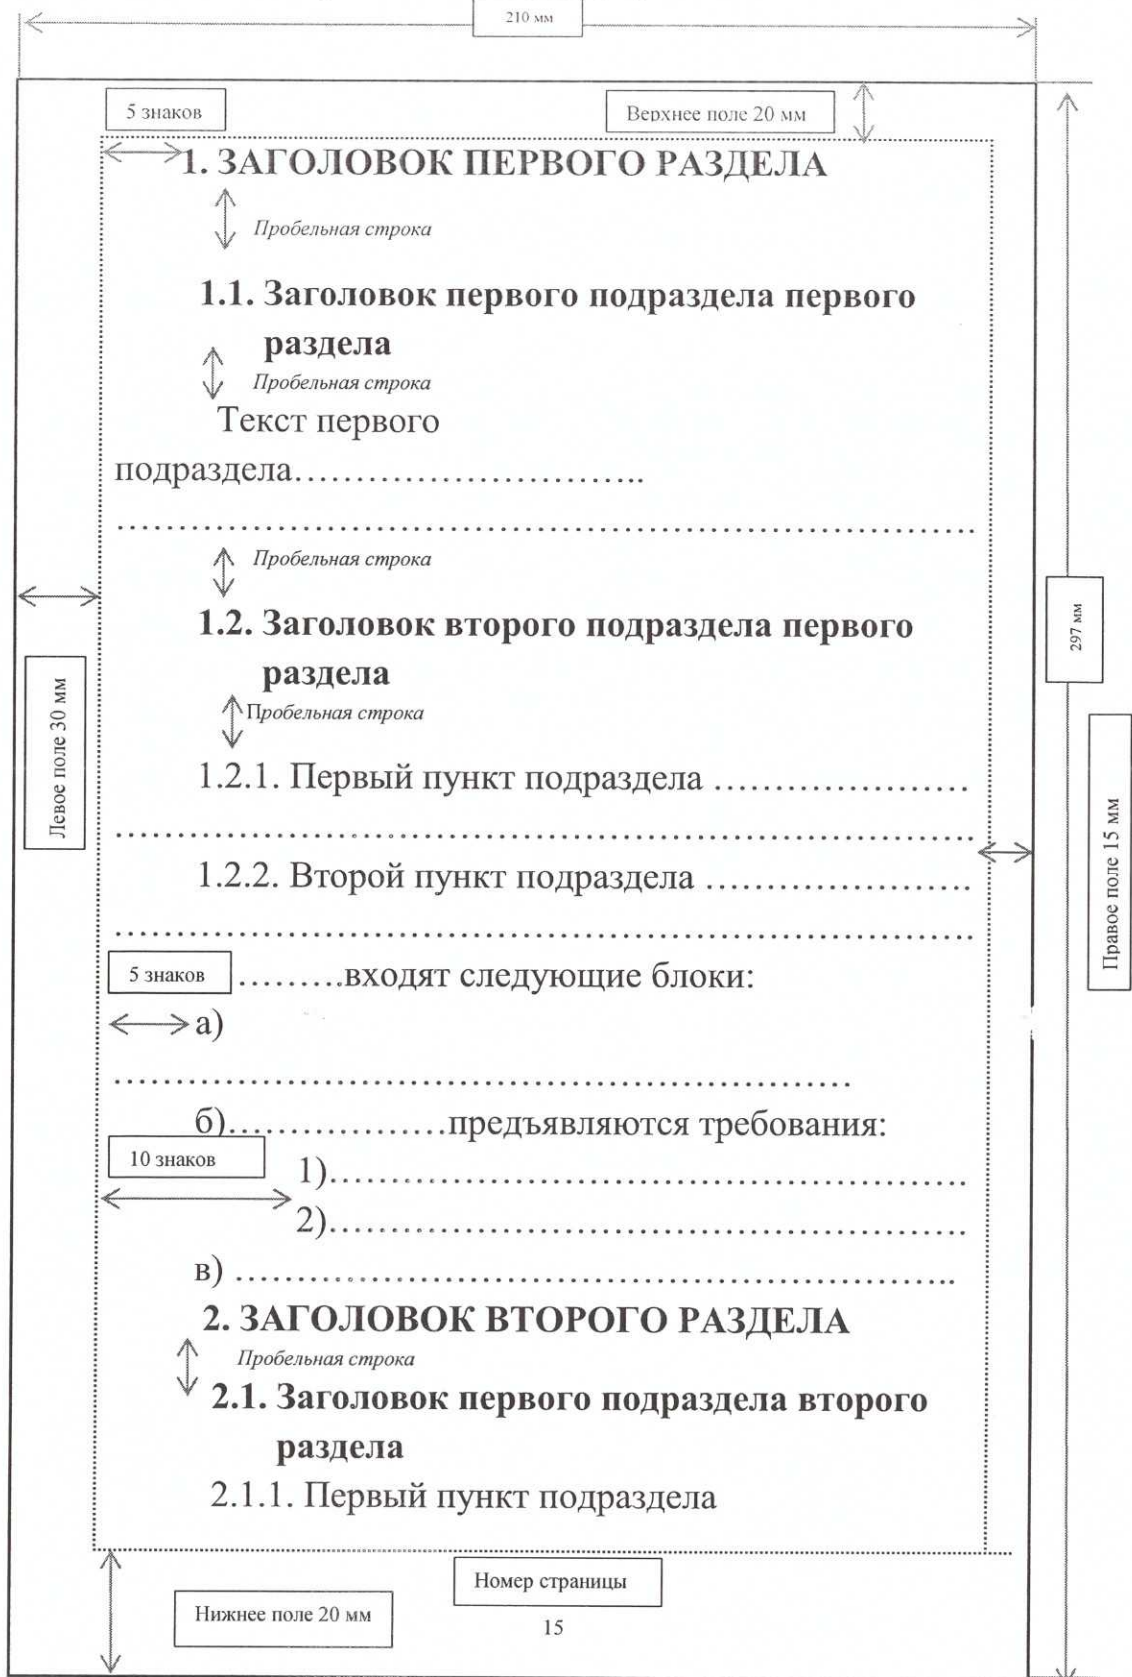 210 мм
5 знаков
Верхнее поле 20 мм
1. ЗАГОЛОВОК ПЕРВОГО РАЗДЕЛА
Пробельная строка
1.1. Заголовок первого подраздела первого
раздела
Пробельная строка
Текст первого
подраздела…………………………..
……………………………………………………………………
Пробельная строка
1.2. Заголовок второго подраздела первого
раздела
297 мм
Левое поле 30 мм
Пробельная строка
1.2.1. Первый пункт подраздела …………………
……………………………………………………………………
Правое поле 15 мм
1.2.2. Второй пункт подраздела …………………
……………………………………………………………………
5 знаков
………входят следующие блоки:
а)
…………………………………………………………
б)………………предъявляются требования:
10 знаков
1)…………………………………………………
2)…………………………………………………
в) ………………………………………………………..
2. ЗАГОЛОВОК ВТОРОГО РАЗДЕЛА
Пробельная строка
2.1. Заголовок первого подраздела второго
раздела
2.1.1. Первый пункт подраздела
Номер страницы
Нижнее поле 20 мм
15